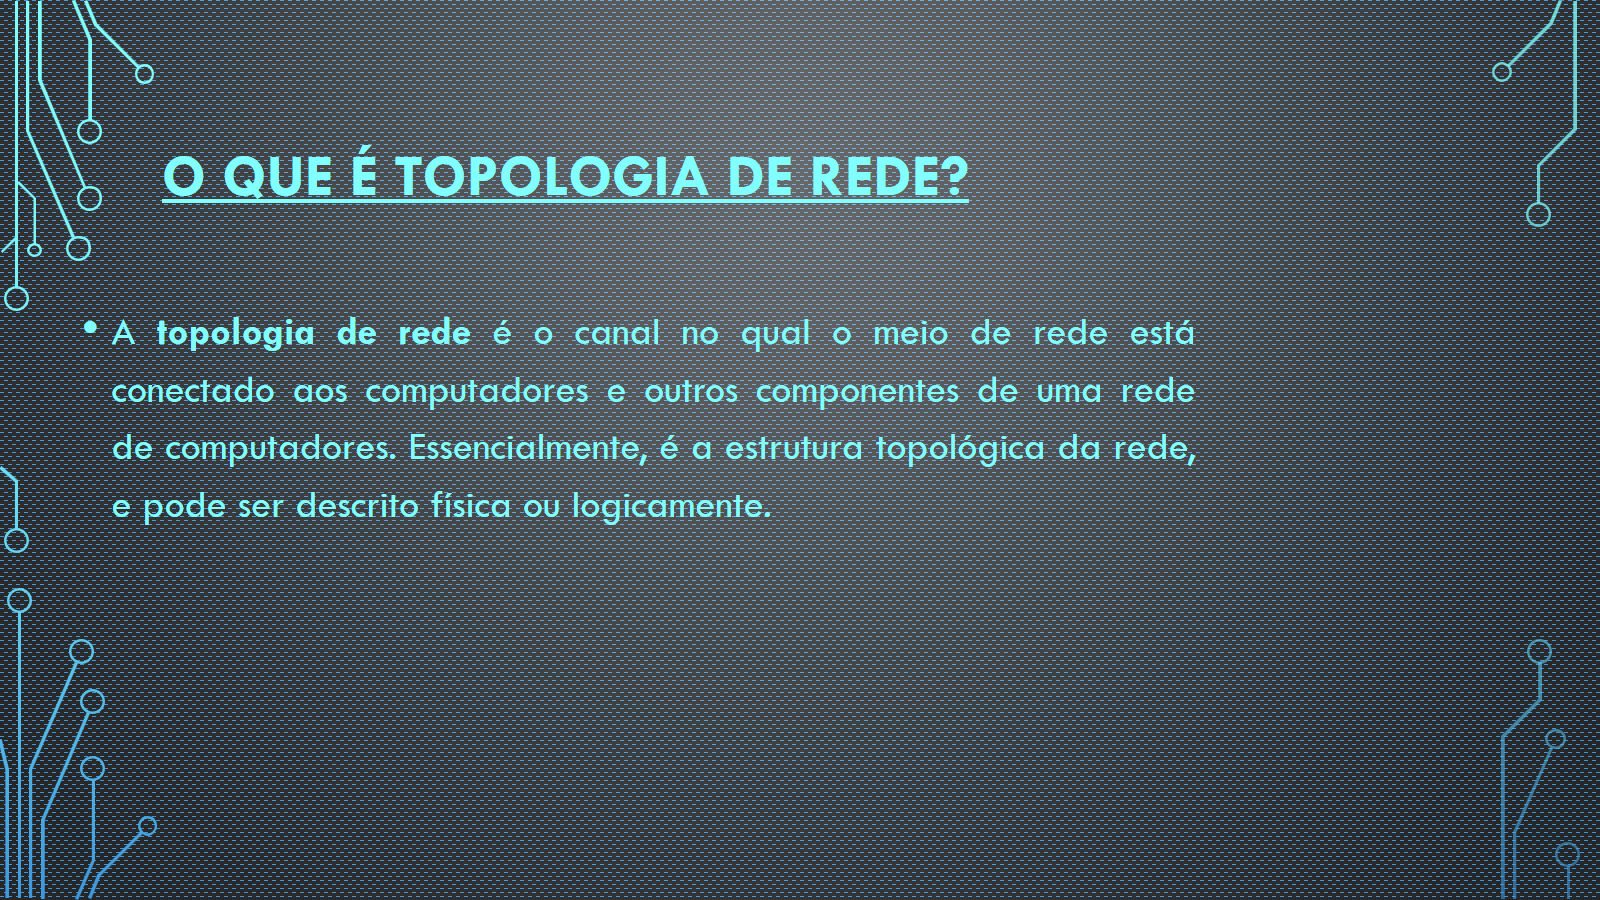 O QUE É TOPOLOGIA DE REDE?
• A topologia de rede é o canal no qual o meio de rede está
conectado aos computadores e outros componentes de uma rede
de computadores. Essencialmente, é a estrutura topológica da rede,
e pode ser descrito física ou logicamente.